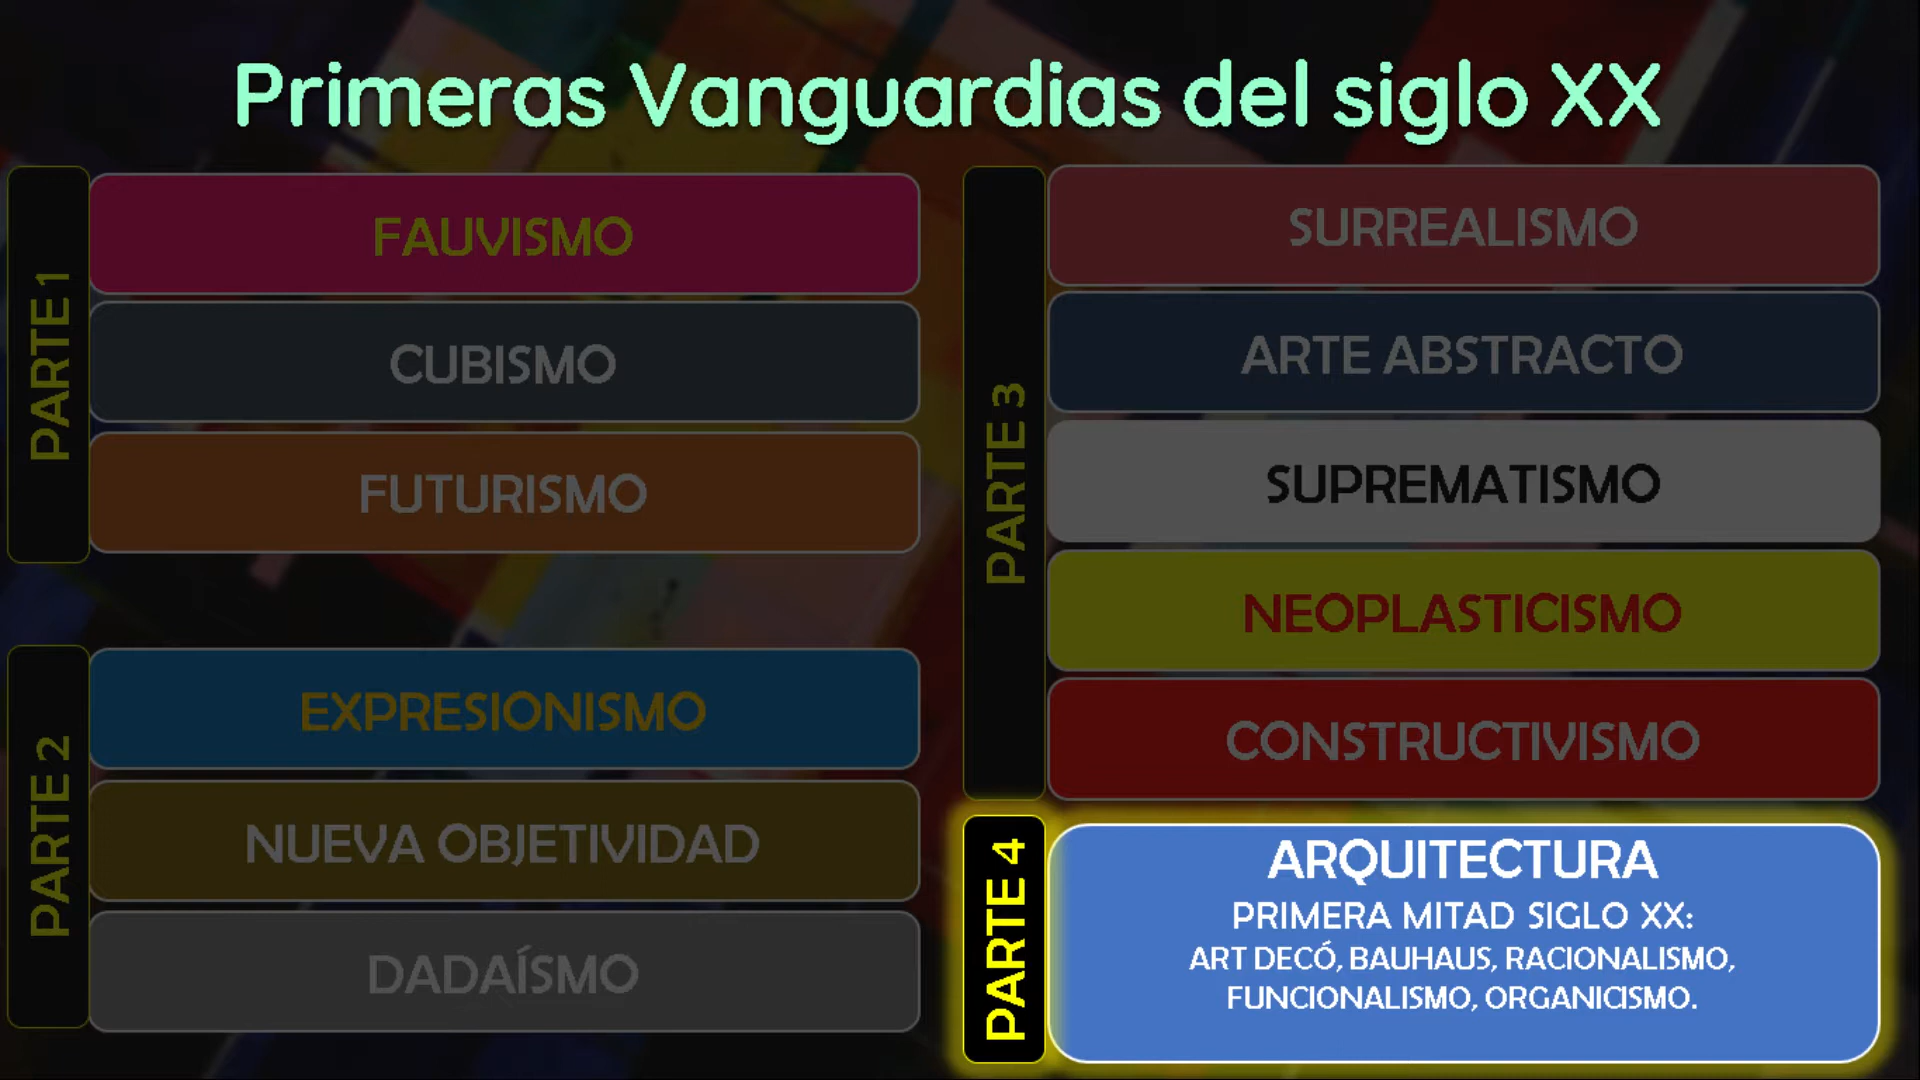 Primeras Vanguardias del siglo XX
PARTE 1
FAUVISMO
CUBISMO
FUTURISMO
PARTE 2
EXPRESIONISMO
NUEVA OBJETIVIDAD
DADAÍSMO
PARTE 3
SURREALISMO
ARTE ABSTRACTO
SUPREMATISMO
NEOPLASTICISMO
CONSTRUCTIVISMO
PARTE 4
ARQUITECTURA
PRIMERA MITAD SIGLO XX:
ART DECÓ, BAUHAUS, RACIONALISMO,
FUNCIONALISMO, ORGANICISMO.